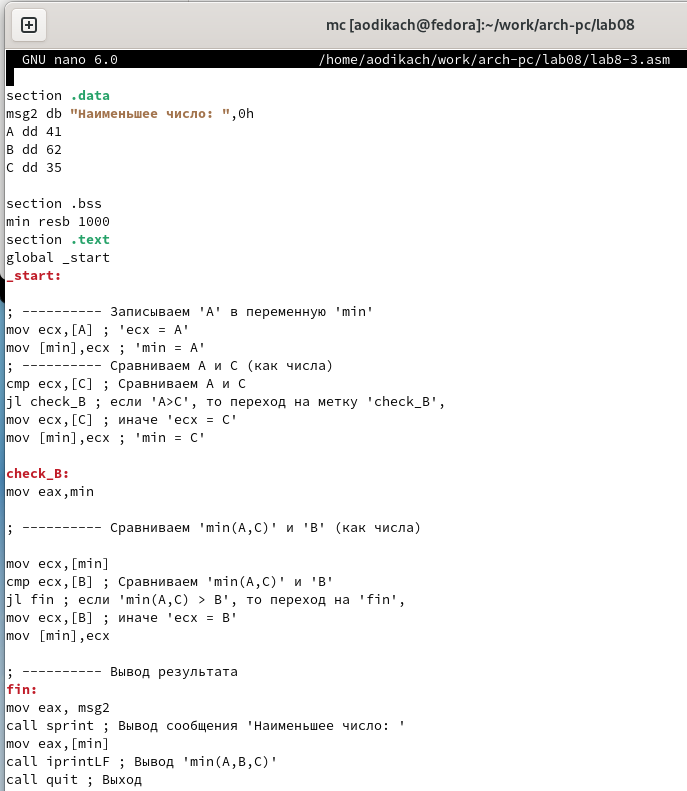 mc [aodikach@fedora]:~/work/arch-pc/lab08
GNU nano 6.0 /home/aodikach/work/arch-pc/lab08/lab8-3.asm
section .data
msg2 db "Наименьшее число: ",0h
A dd 41
B dd 62
C dd 35
section .bss
min resb 1000
section .text
global _start
_start:
; ---------- Записываем 'A' в переменную 'min'
mov ecx,[A] ; 'ecx = A'
mov [min],ecx ; 'min = A'
; ---------- Сравниваем A и С (как числа)
cmp ecx,[C] ; Сравниваем A и С
jl check_B ; если 'A>C', то переход на метку 'check_B',
mov ecx,[C] ; иначе 'ecx = C'
mov [min],ecx ; 'min = C'
check_B:
mov eax,min
; ---------- Сравниваем 'min(A,C)' и 'B' (как числа)
mov ecx,[min]
cmp ecx,[B] ; Сравниваем 'min(A,C)' и 'B'
jl fin ; если 'min(A,C) > B', то переход на 'fin',
mov ecx,[B] ; иначе 'ecx = B'
mov [min],ecx
; ---------- Вывод результата
fin:
mov eax, msg2
call sprint ; Вывод сообщения 'Наименьшее число: '
mov eax,[min]
call iprintLF ; Вывод 'min(A,B,C)'
call quit ; Выход